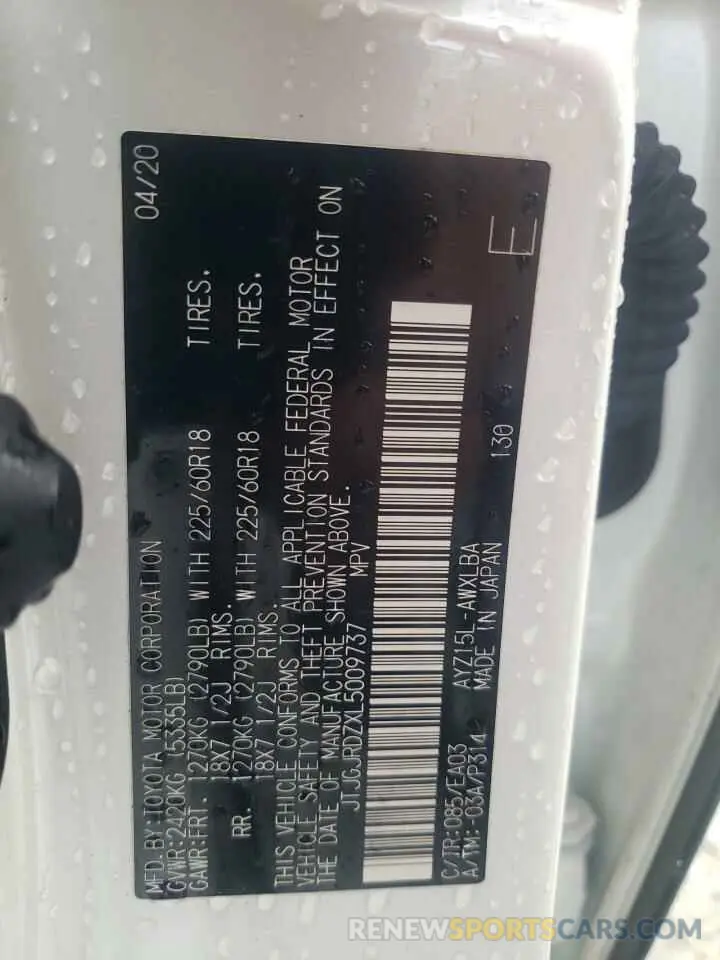 MFD.BY:TOYOTA MOTOR CORPORATION 04/20
GVWR:2420KG (5335LB)
GAWR:FRT. 1270KG (2790LB) WITH 225/60R18 TIRES.
18X7 1/2J RIMS.
RR. 1270KG (2790LB) WITH 225/60R18 TIRES.
18X7 1/2J RIMS.
THIS VEHICLE CONFORMS TO ALL APPLICABLE FEDERAL MOTOR
VEHICLE SAFETY AND THEFT PREVENTION STANDARDS IN EFFECT ON
THE DATE OF MANUFACTURE SHOWN ABOVE.
JTJGJRDZXL5009737 MPV
C/TR:085/EA03 AYZ15L-AWXLBA
A/TM:-03A/P314 MADE IN JAPAN 130 E
RENEWSPORTSCARS.COM